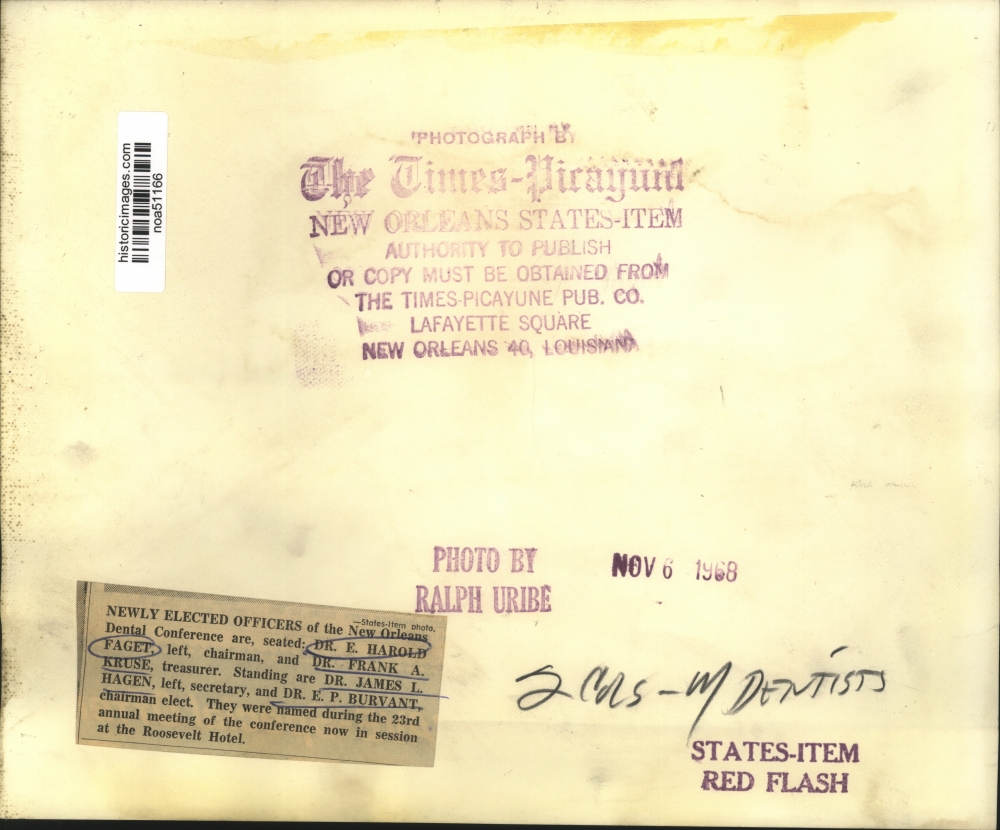 historicimages.com
noa51166
PHOTOGRAPH BY
The Times-Picayune
NEW ORLEANS STATES-ITEM
AUTHORITY TO PUBLISH
OR COPY MUST BE OBTAINED FROM
THE TIMES-PICAYUNE PUB. CO.
LAFAYETTE SQUARE
NEW ORLEANS 40, LOUISIANA
PHOTO BY
RALPH URIBE
NOV 6 1968
—States-Item photo.
NEWLY ELECTED OFFICERS of the New Orleans
Dental Conference are, seated: DR. E. HAROLD
FAGET, left, chairman, and DR. FRANK A.
KRUSE, treasurer. Standing are DR. JAMES L.
HAGEN, left, secretary, and DR. E. P. BURVANT,
chairman elect. They were named during the 23rd
annual meeting of the conference now in session
at the Roosevelt Hotel.
2 COLS - W DENTISTS
STATES-ITEM
RED FLASH